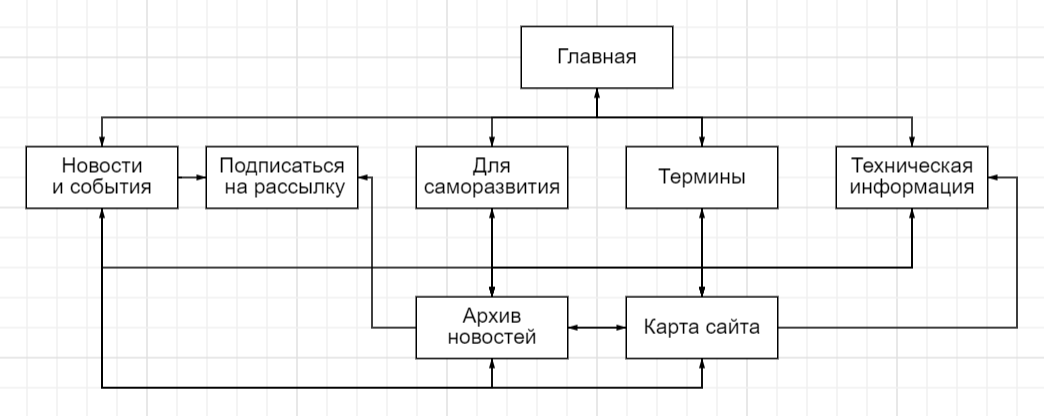 Главная
Новости
и события
Подписаться
на рассылку
Для
саморазвития
Термины
Техническая
информация
Архив
новостей
Карта сайта